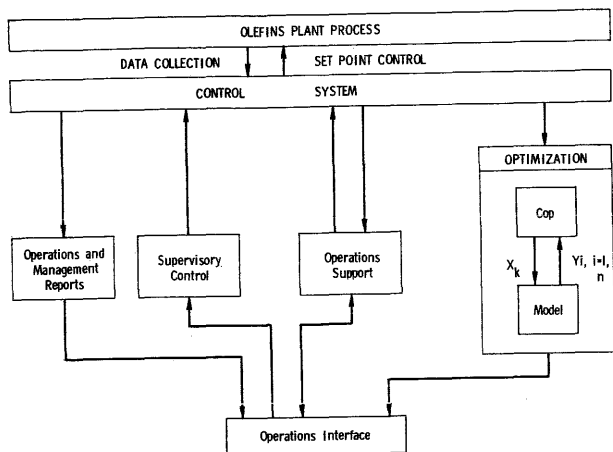 OLEFINS PLANT PROCESS
DATA COLLECTION
SET POINT CONTROL
CONTROL SYSTEM
OPTIMIZATION
Cop
X_k
Yi, i=I,
n
Model
Operations and
Management
Reports
Supervisory
Control
Operations
Support
Operations Interface